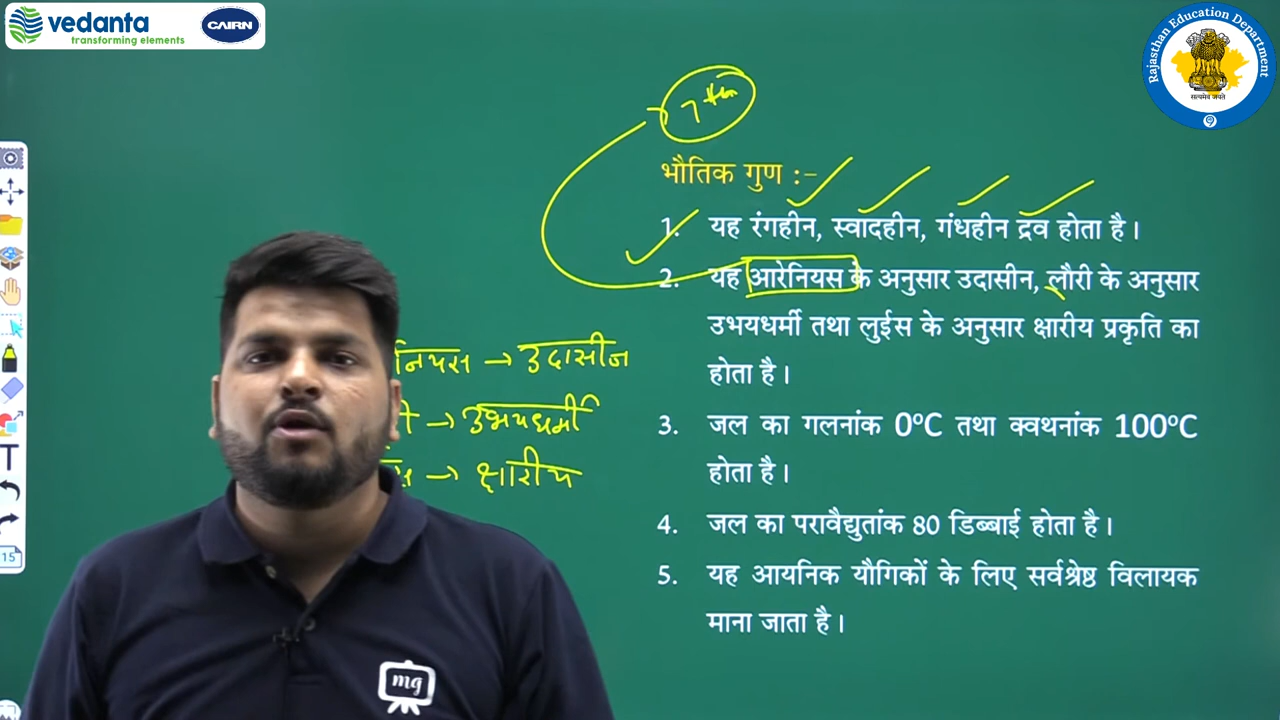 vedanta
transforming elements
CAIRN
Rajasthan Education Department
सत्यमेव जयते
भौतिक गुण :-
1. यह रंगहीन, स्वादहीन, गंधहीन द्रव होता है।
2. यह आरेनियस के अनुसार उदासीन, लौरी के अनुसार
उभयधर्मी तथा लुईस के अनुसार क्षारीय प्रकृति का
होता है।
3. जल का गलनांक 0°C तथा क्वथनांक 100°C
होता है।
4. जल का परावैद्युतांक 80 डिब्बाई होता है।
5. यह आयनिक यौगिकों के लिए सर्वश्रेष्ठ विलायक
माना जाता है।
नियस → उदासीन
→ उभयधर्मी
→ क्षारीय
15
mg